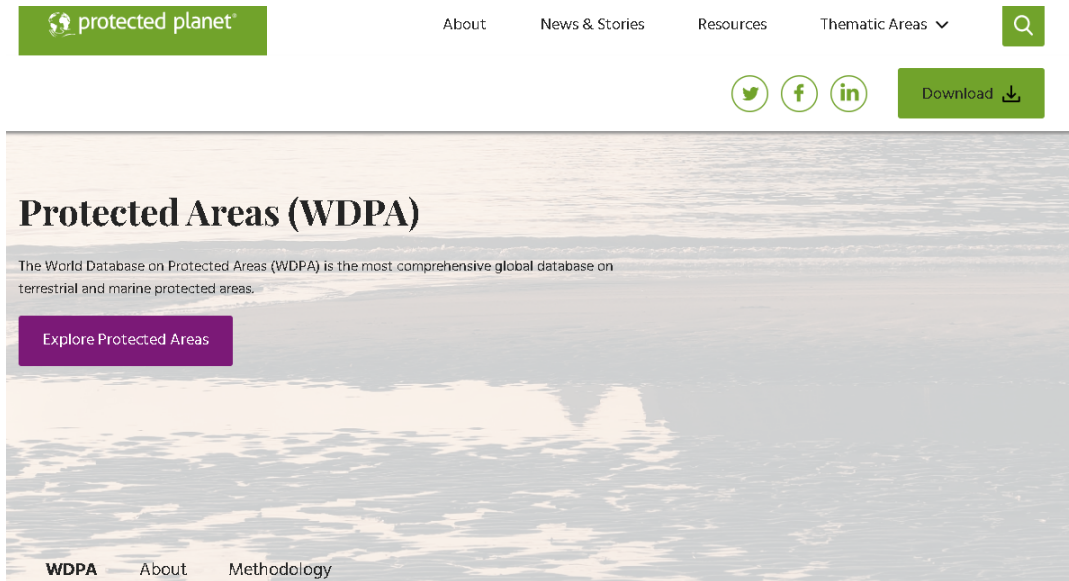 protected planet®
About News & Stories Resources Thematic Areas
Download
Protected Areas (WDPA)
The World Database on Protected Areas (WDPA) is the most comprehensive global database on
terrestrial and marine protected areas.
Explore Protected Areas
WDPA About Methodology